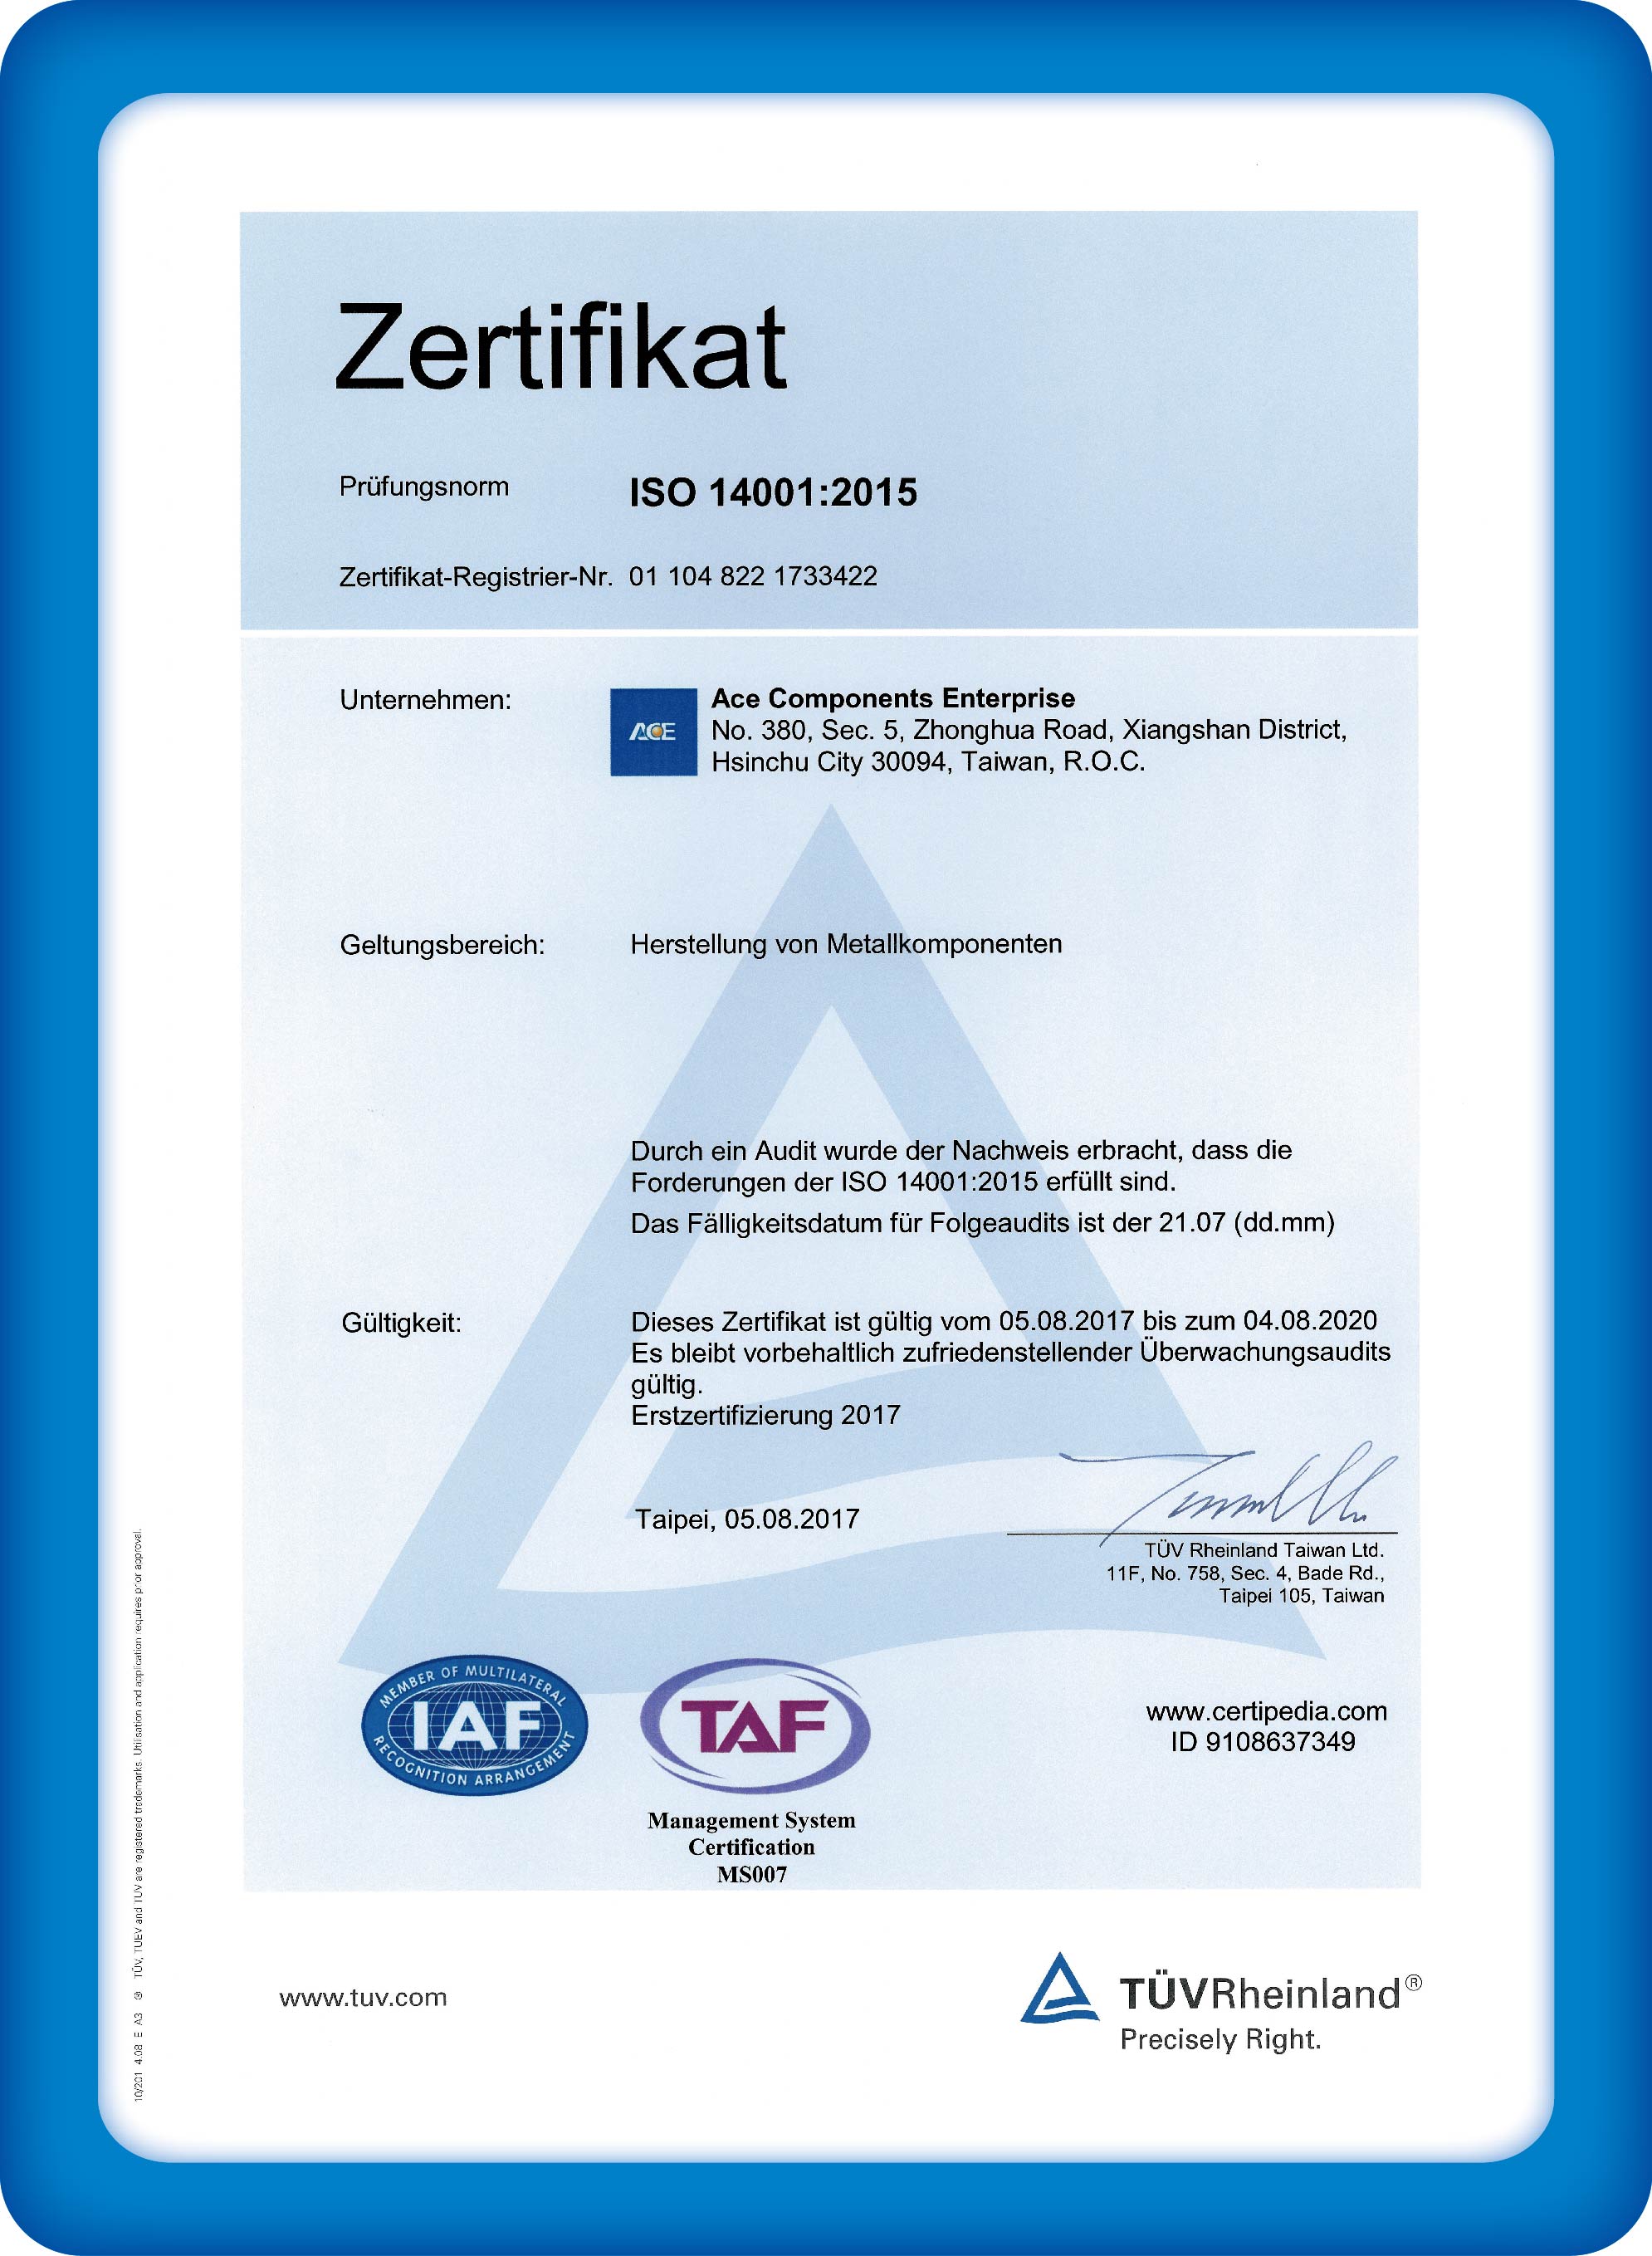 Zertifikat
Prüfungsnorm ISO 14001:2015
Zertifikat-Registrier-Nr. 01 104 822 1733422
Unternehmen:
ACE
Ace Components Enterprise
No. 380, Sec. 5, Zhonghua Road, Xiangshan District,
Hsinchu City 30094, Taiwan, R.O.C.
Geltungsbereich: Herstellung von Metallkomponenten
Durch ein Audit wurde der Nachweis erbracht, dass die
Forderungen der ISO 14001:2015 erfüllt sind.
Das Fälligkeitsdatum für Folgeaudits ist der 21.07 (dd.mm)
Gültigkeit: Dieses Zertifikat ist gültig vom 05.08.2017 bis zum 04.08.2020
Es bleibt vorbehaltlich zufriedenstellender Überwachungsaudits
gültig.
Erstzertifizierung 2017
Taipei, 05.08.2017
TÜV Rheinland Taiwan Ltd.
11F, No. 758, Sec. 4, Bade Rd.,
Taipei 105, Taiwan
MEMBER OF MULTILATERAL
IAF
RECOGNITION ARRANGEMENT
TAF
Management System
Certification
MS007
www.certipedia.com
ID 9108637349
www.tuv.com
TÜVRheinland®
Precisely Right.
10/201 4.08 E A3 ® TÜV, TUEV and TUV are registered trademarks. Utilisation and application requires prior approval.